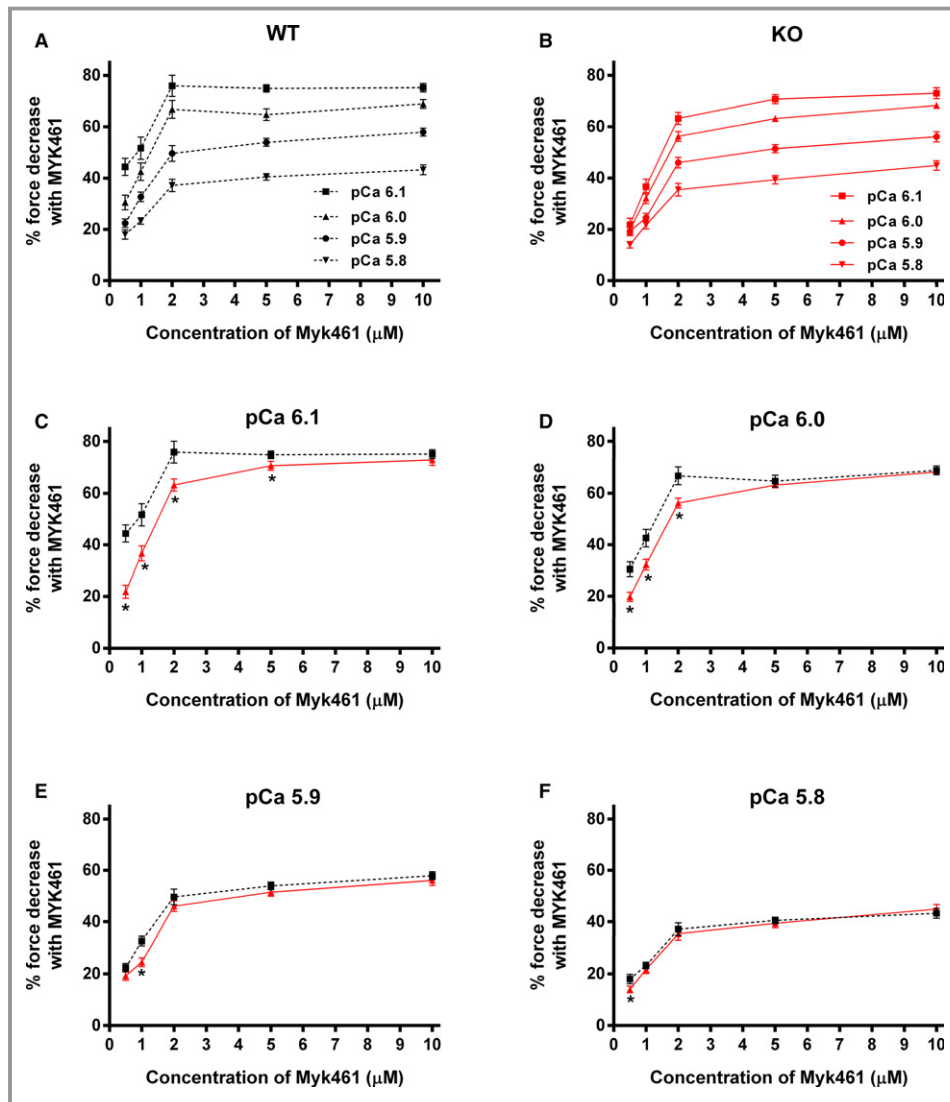 A
WT
% force decrease
with MYK461
80
60
40
20
0
pCa 6.1
pCa 6.0
pCa 5.9
pCa 5.8
0 1 2 3 4 5 6 7 8 9 10
Concentration of Myk461 (μM)
B
KO
% force decrease
with MYK461
80
60
40
20
0
pCa 6.1
pCa 6.0
pCa 5.9
pCa 5.8
0 1 2 3 4 5 6 7 8 9 10
Concentration of Myk461 (μM)
C
pCa 6.1
% force decrease
with MYK461
80
60
40
20
0
*
*
*
*
0 1 2 3 4 5 6 7 8 9 10
Concentration of Myk461 (μM)
D
pCa 6.0
% force decrease
with MYK461
80
60
40
20
0
*
*
*
0 1 2 3 4 5 6 7 8 9 10
Concentration of Myk461 (μM)
E
pCa 5.9
% force decrease
with MYK461
80
60
40
20
0
*
0 1 2 3 4 5 6 7 8 9 10
Concentration of Myk461 (μM)
F
pCa 5.8
% force decrease
with MYK461
80
60
40
20
0
*
0 1 2 3 4 5 6 7 8 9 10
Concentration of Myk461 (μM)